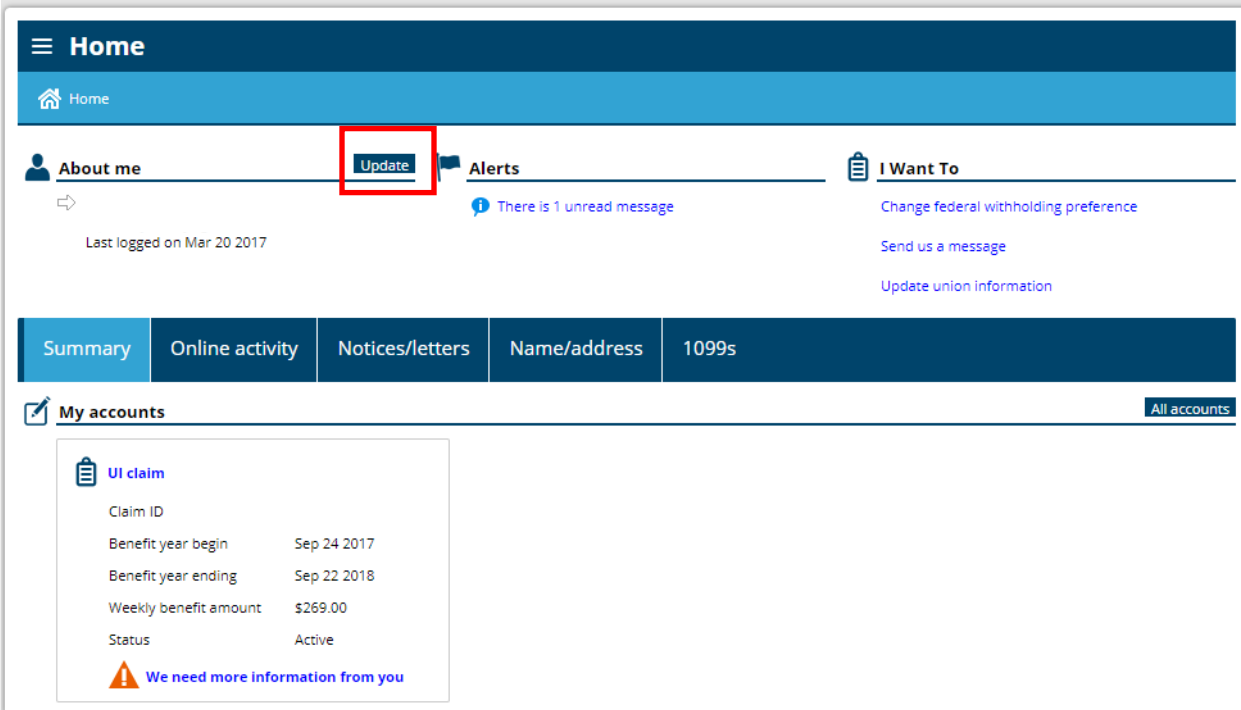 Home
Home
About me
Update
Last logged on Mar 20 2017
Alerts
There is 1 unread message
I Want To
Change federal withholding preference
Send us a message
Update union information
Summary Online activity Notices/letters Name/address 1099s
My accounts All accounts
UI claim
Claim ID
Benefit year begin Sep 24 2017
Benefit year ending Sep 22 2018
Weekly benefit amount $269.00
Status Active
We need more information from you